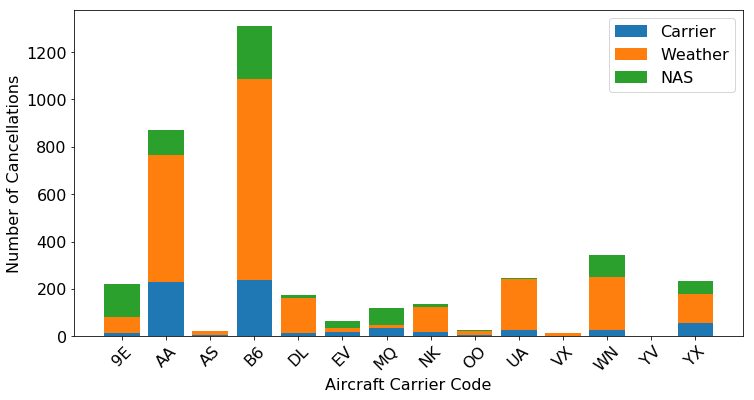 Number of Cancellations
1200
1000
800
600
400
200
0
Carrier
Weather
NAS
9E AA AS B6 DL EV MQ NK OO UA VX WN YV YX
Aircraft Carrier Code